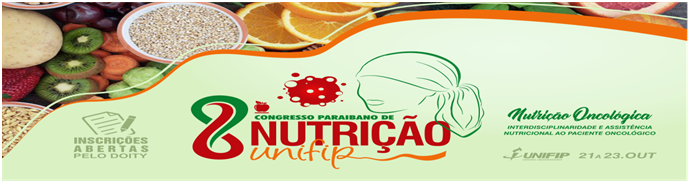 INSCRIÇÕES
ABERTAS
PELO DOITY
8
CONGRESSO PARAIBANO DE
NUTRIÇÃO
unifip
Nutrição Oncológica
INTERDISCIPLINARIDADE E ASSISTÊNCIA
NUTRICIONAL AO PACIENTE ONCOLÓGICO
UNIFIP 21 A 23.OUT